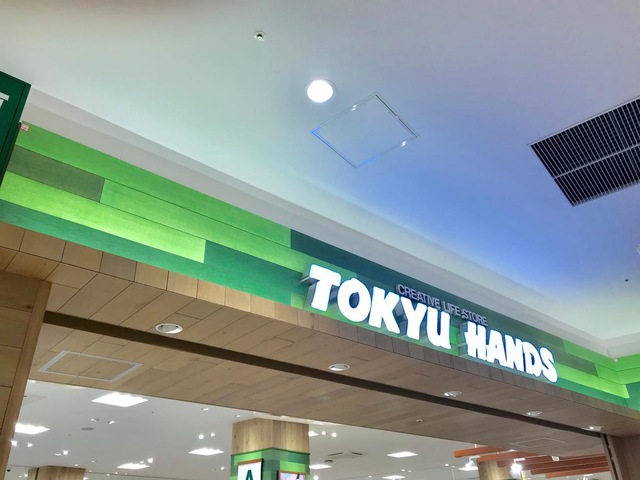 CREATIVE LIFE STORE
TOKYU HANDS
A